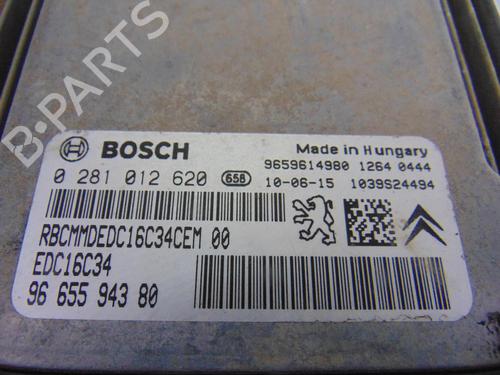 B-PARTS
BOSCH
Made in Hungary
9659614980 1264 0444
0 281 012 620 658 10-06-15 1039S24494
RBCMMDEDC16C34CEM 00
EDC16C34
96 655 943 80